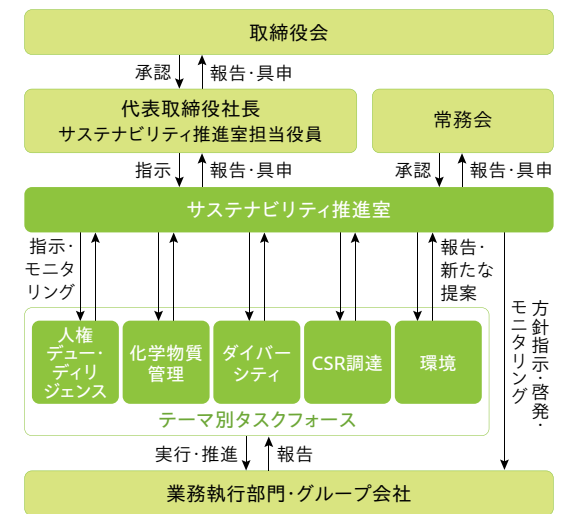 取締役会
承認
報告・具申
代表取締役社長
サステナビリティ推進室担当役員
常務会
指示
報告・具申
承認
報告・具申
サステナビリティ推進室
指示・
モニタ
リング
報告・
新たな
提案
方針指示・啓発・
モニタリング
人権
デュー・
ディリ
ジェンス
化学物質
管理
ダイバー
シティ
CSR調達
環境
テーマ別タスクフォース
実行・推進
報告
業務執行部門・グループ会社